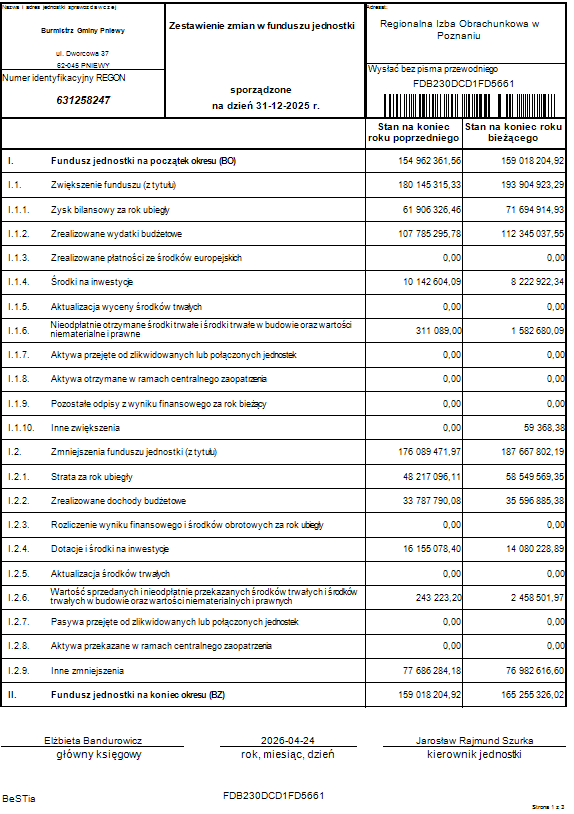 Nazwa i adres jednostki sprawozdawczej
Burmistrz Gminy Pniewy
ul. Dworcowa 37
62-045 PNIEWY
Numer identyfikacyjny REGON
631258247
Zestawienie zmian w funduszu jednostki
sporządzone
na dzień 31-12-2025 r.
Adresat:
Regionalna Izba Obrachunkowa w
Poznaniu
Wysłać bez pisma przewodniego
FDB230DCD1FD5661
Stan na koniec roku poprzedniego Stan na koniec roku bieżącego
I. Fundusz jednostki na początek okresu (BO) 154 962 361,56 159 018 204,92
I.1. Zwiększenie funduszu (z tytułu) 180 145 315,33 193 904 923,29
I.1.1. Zysk bilansowy za rok ubiegły 61 906 326,46 71 694 914,93
I.1.2. Zrealizowane wydatki budżetowe 107 785 295,78 112 345 037,55
I.1.3. Zrealizowane płatności ze środków europejskich 0,00 0,00
I.1.4. Środki na inwestycje 10 142 604,09 8 222 922,34
I.1.5. Aktualizacja wyceny środków trwałych 0,00 0,00
I.1.6. Nieodpłatnie otrzymane środki trwałe i środki trwałe w budowie oraz wartości niematerialne i prawne 311 089,00 1 582 680,09
I.1.7. Aktywa przejęte od zlikwidowanych lub połączonych jednostek 0,00 0,00
I.1.8. Aktywa otrzymane w ramach centralnego zaopatrzenia 0,00 0,00
I.1.9. Pozostałe odpisy z wyniku finansowego za rok bieżący 0,00 0,00
I.1.10. Inne zwiększenia 0,00 59 368,38
I.2. Zmniejszenia funduszu jednostki (z tytułu) 176 089 471,97 187 667 802,19
I.2.1. Strata za rok ubiegły 48 217 096,11 58 549 569,35
I.2.2. Zrealizowane dochody budżetowe 33 787 790,08 35 596 885,38
I.2.3. Rozliczenie wyniku finansowego i środków obrotowych za rok ubiegły 0,00 0,00
I.2.4. Dotacje i środki na inwestycje 16 155 078,40 14 080 228,89
I.2.5. Aktualizacja środków trwałych 0,00 0,00
I.2.6. Wartość sprzedanych i nieodpłatnie przekazanych środków trwałych i środków trwałych w budowie oraz wartości niematerialnych i prawnych 243 223,20 2 458 501,97
I.2.7. Pasywa przejęte od zlikwidowanych lub połączonych jednostek 0,00 0,00
I.2.8. Aktywa przekazane w ramach centralnego zaopatrzenia 0,00 0,00
I.2.9. Inne zmniejszenia 77 686 284,18 76 982 616,60
II. Fundusz jednostki na koniec okresu (BZ) 159 018 204,92 165 255 326,02
Elżbieta Bandurowicz 2026-04-24 Jarosław Rajmund Szurka
główny księgowy rok, miesiąc, dzień kierownik jednostki
BeSTia FDB230DCD1FD5661
Strona 1 z 3